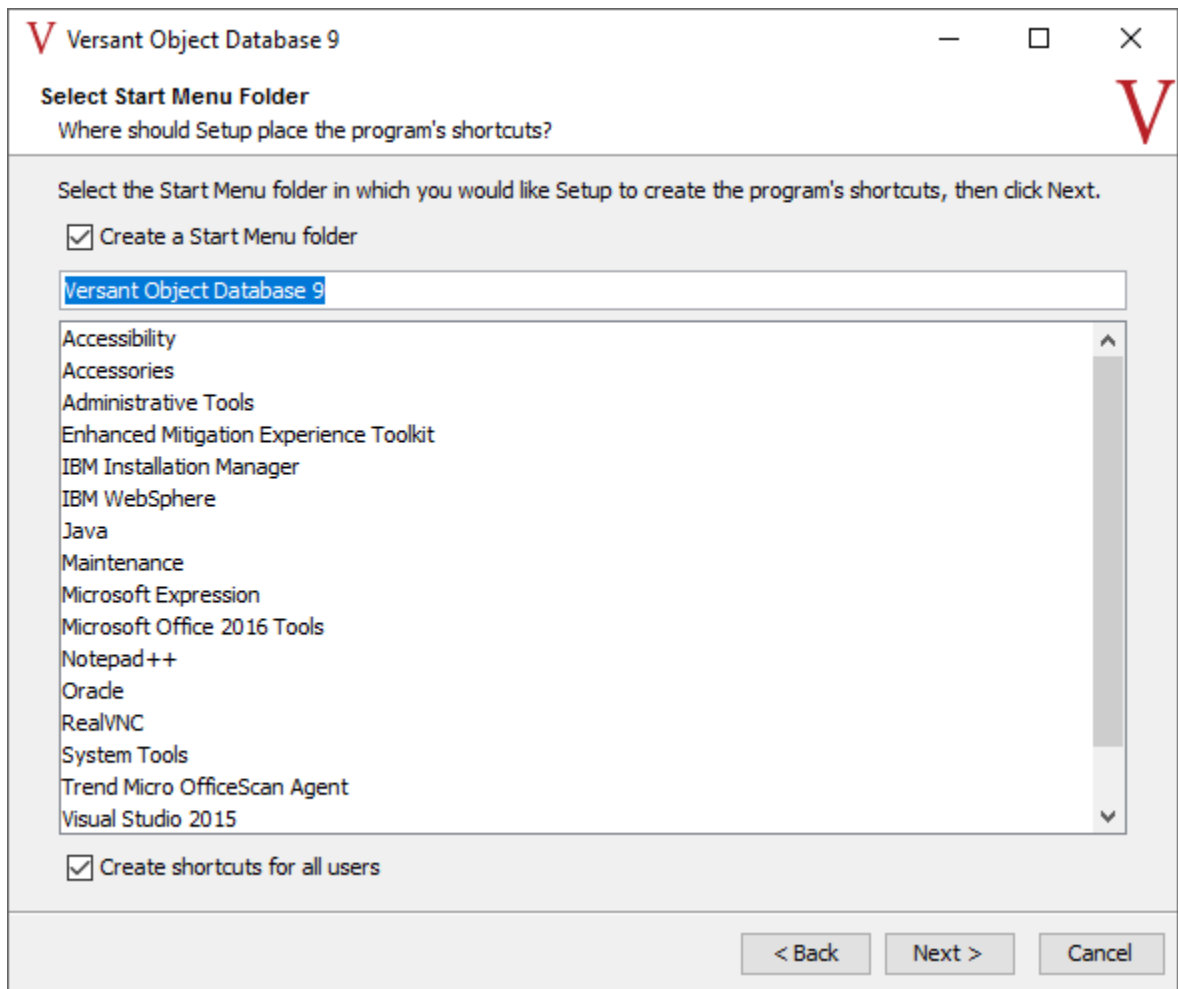 V Versant Object Database 9
Select Start Menu Folder
Where should Setup place the program's shortcuts?
V
Select the Start Menu folder in which you would like Setup to create the program's shortcuts, then click Next.
Create a Start Menu folder
Versant Object Database 9
Accessibility
Accessories
Administrative Tools
Enhanced Mitigation Experience Toolkit
IBM Installation Manager
IBM WebSphere
Java
Maintenance
Microsoft Expression
Microsoft Office 2016 Tools
Notepad++
Oracle
RealVNC
System Tools
Trend Micro OfficeScan Agent
Visual Studio 2015
Create shortcuts for all users
< Back Next > Cancel